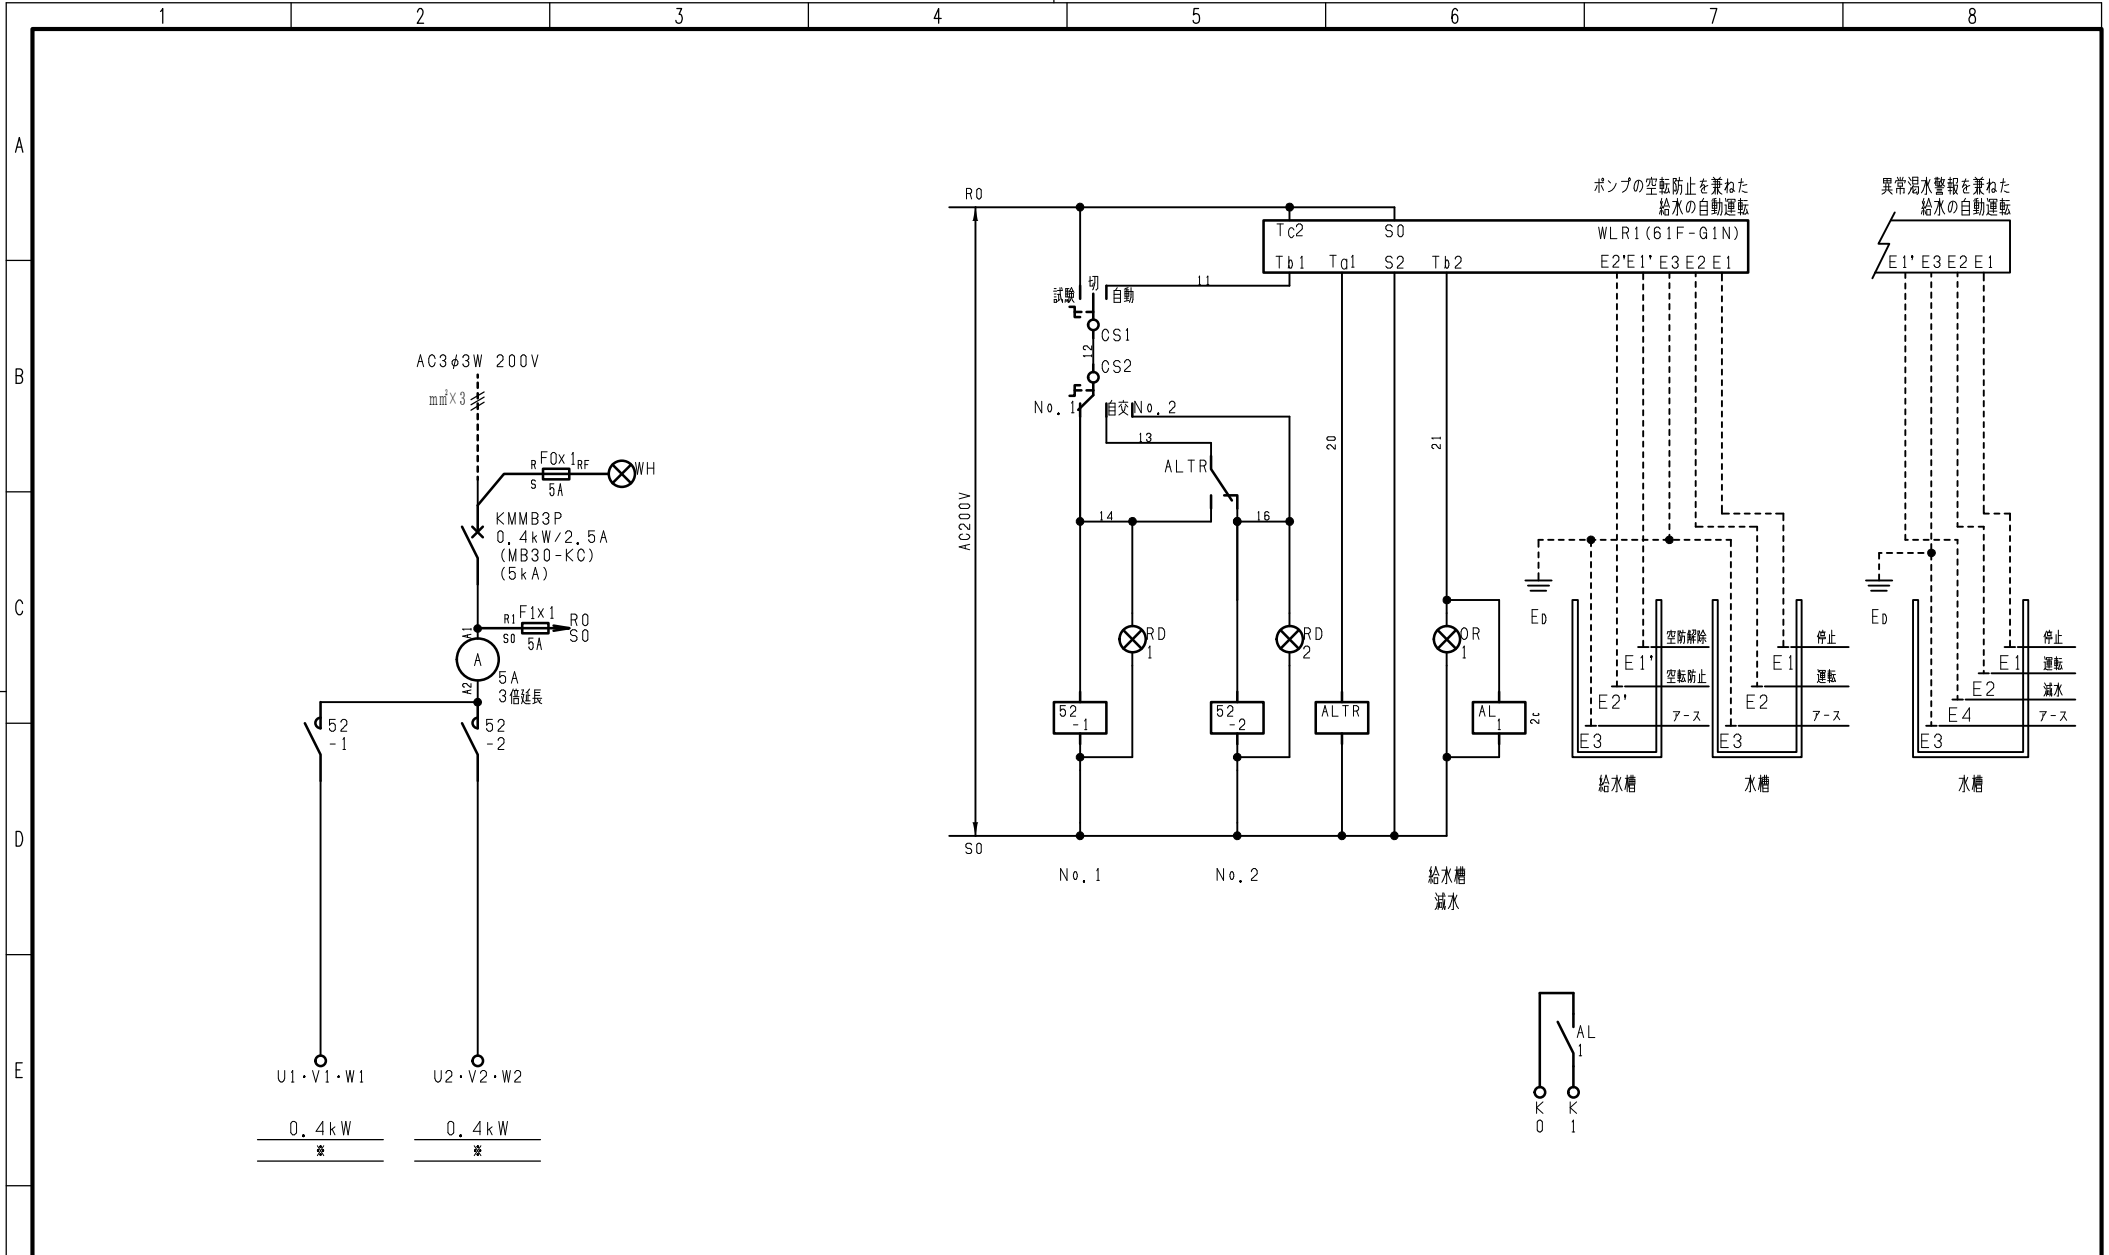 1 2 3 4 5 6 7 8
A
B
C
D
E
AC3φ3W 200V
mm²×3
R F0x1 RF
S 5A
WH
KMMB3P
0.4kW/2.5A
(MB30-KC)
(5kA)
A1
R1 F1x1 R0
S0 5A S0
A
A2
5A
3倍延長
52
-1
52
-2
U1・V1・W1
U2・V2・W2
0.4kW
※
0.4kW
※
R0
AC200V
S0
試験 切 自動
11
CS1
12
CS2
No.1 自交 No.2
13
ALTR
14
16
20
21
RD
1
RD
2
OR
1
52
-1
52
-2
ALTR
AL
1
2c
No.1
No.2
給水槽
減水
ポンプの空転防止を兼ねた
給水の自動運転
Tc2 S0 WLR1(61F-G1N)
Tb1 Ta1 S2 Tb2 E2' E1' E3 E2 E1
ED
空防解除
E1'
空転防止
E2'
アース
E3
給水槽
停止
E1
運転
E2
アース
E3
水槽
異常渇水警報を兼ねた
給水の自動運転
E1' E3 E2 E1
ED
停止
E1
運転
E2
減水
E4
アース
E3
水槽
AL
1
K K
0 1